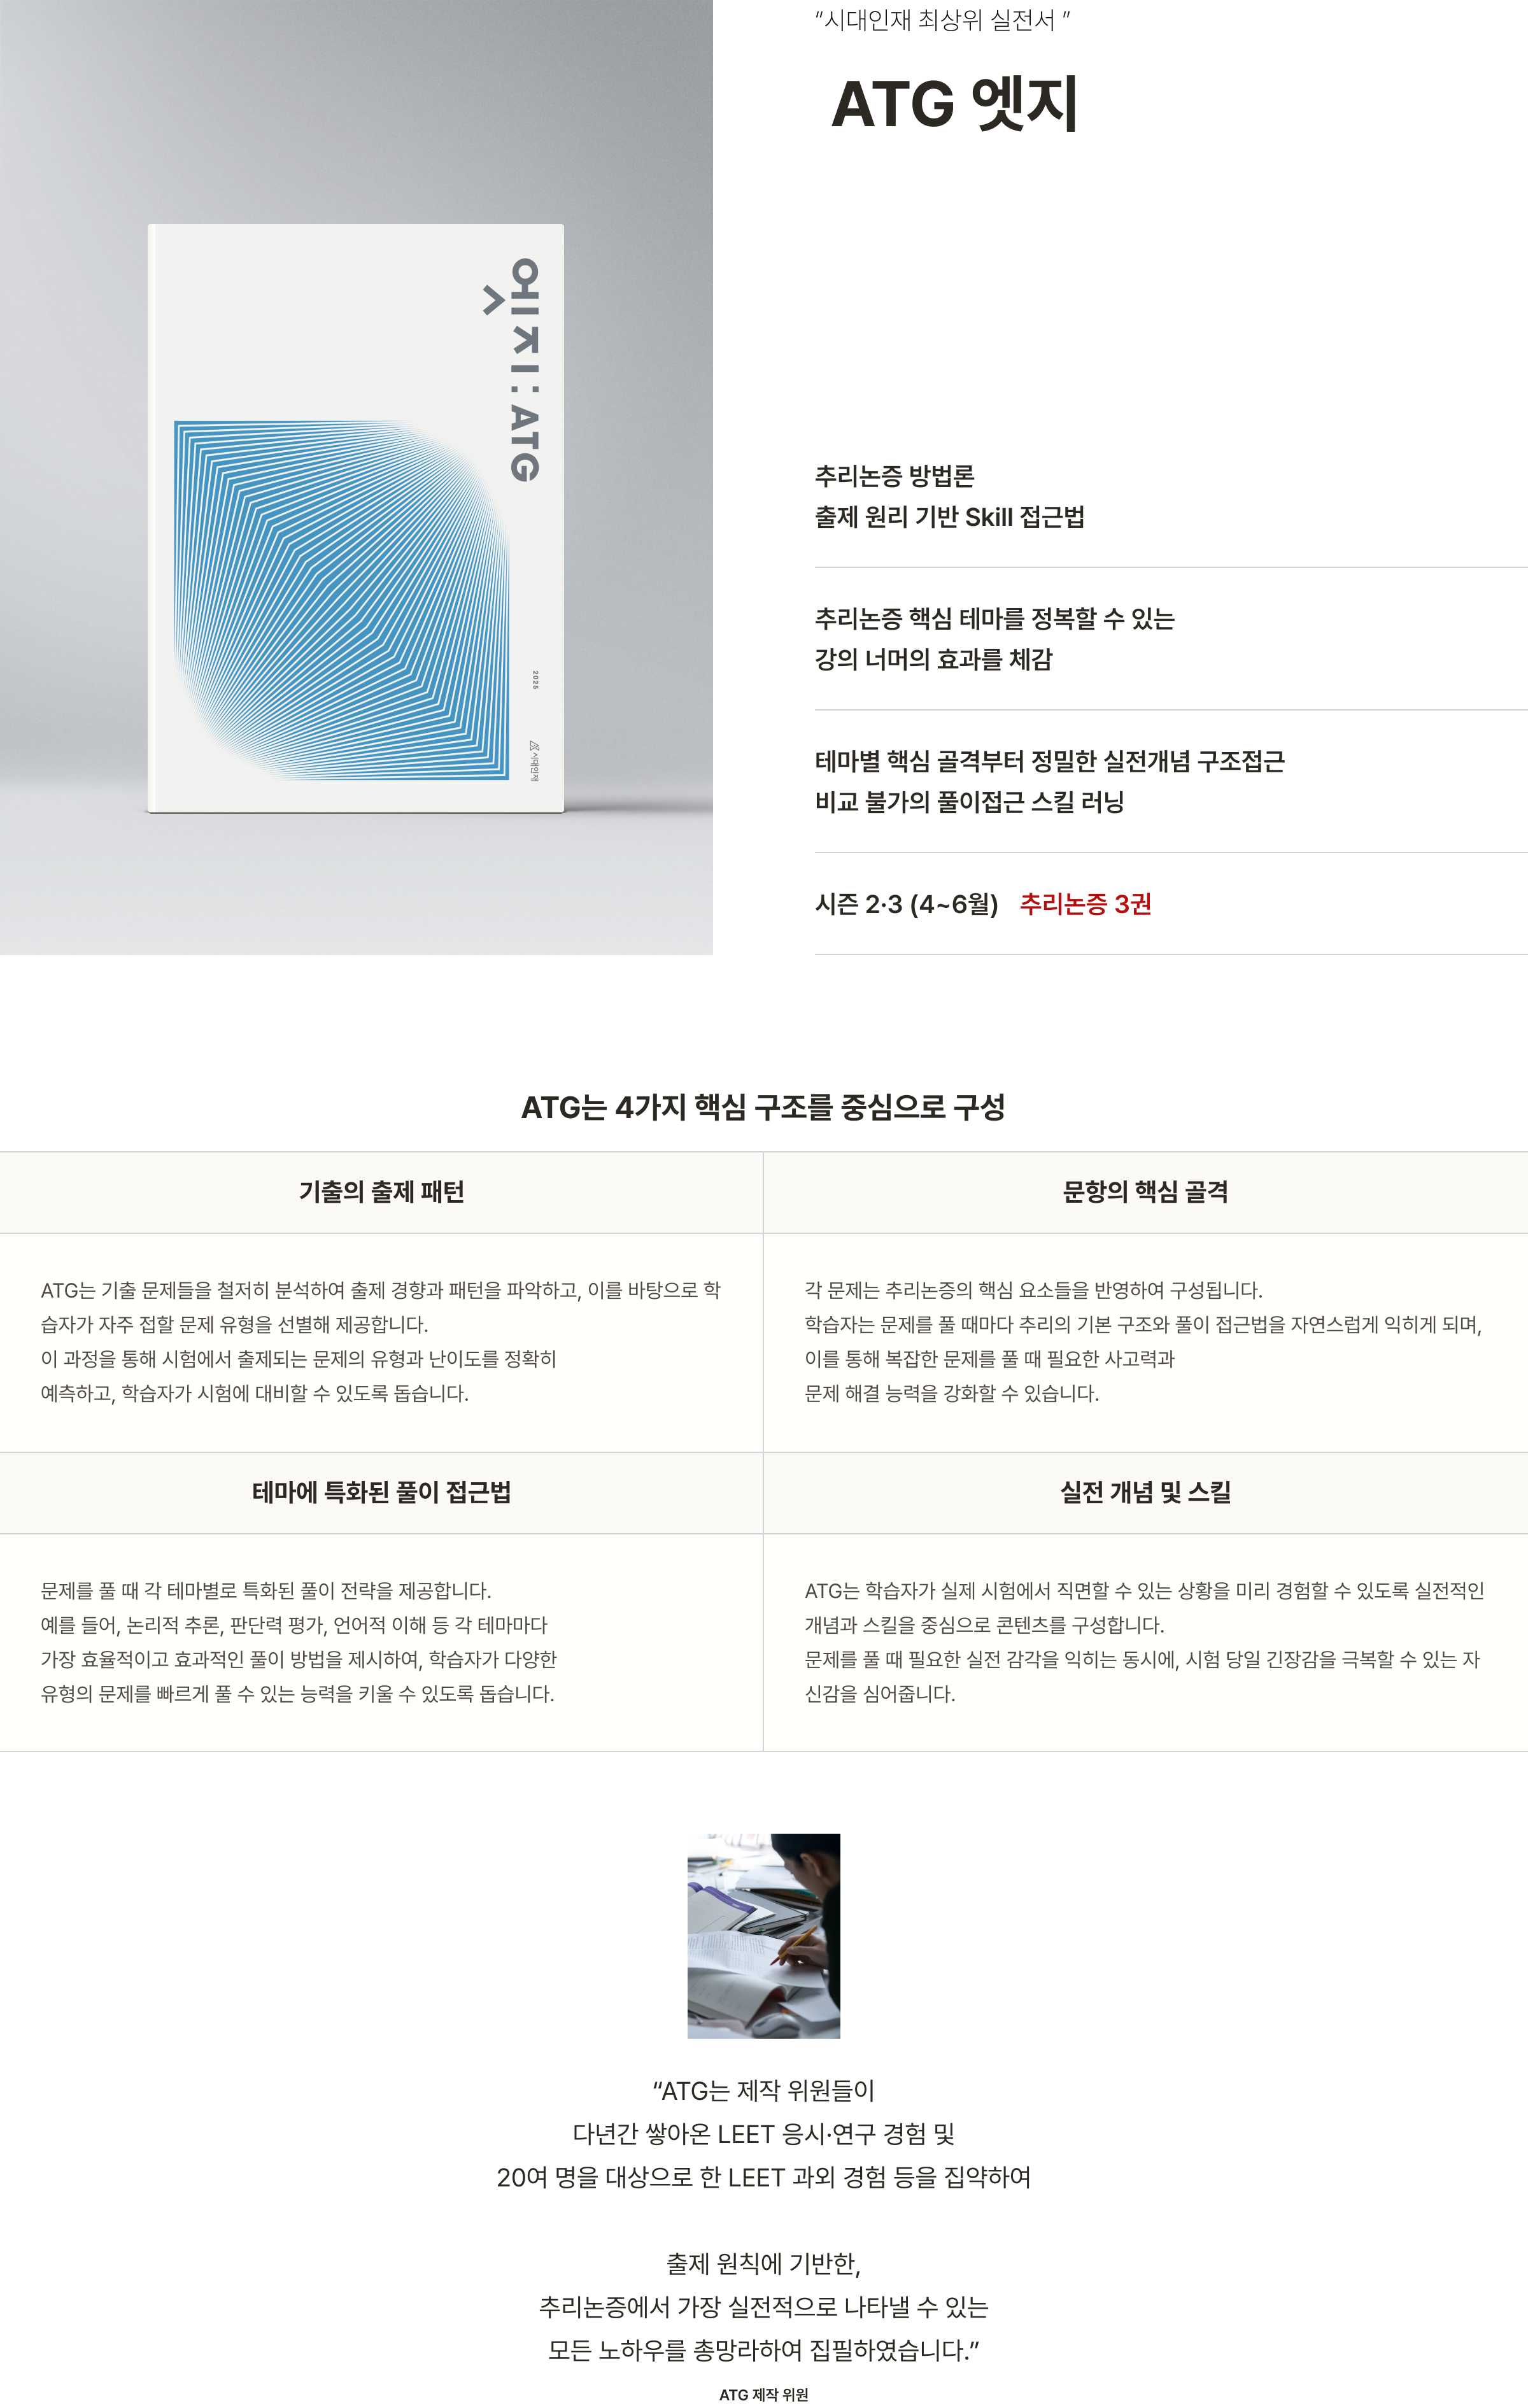 “시대인재 최상위 실전서 ”
ATG 엣지
엣지: ATG
2025
시대인재
추리논증 방법론
출제 원리 기반 Skill 접근법
추리논증 핵심 테마를 정복할 수 있는
강의 너머의 효과를 체감
테마별 핵심 골격부터 정밀한 실전개념 구조접근
비교 불가의 풀이접근 스킬 러닝
시즌 2·3 (4~6월) 추리논증 3권
ATG는 4가지 핵심 구조를 중심으로 구성
기출의 출제 패턴
ATG는 기출 문제들을 철저히 분석하여 출제 경향과 패턴을 파악하고, 이를 바탕으로 학
습자가 자주 접할 문제 유형을 선별해 제공합니다.
이 과정을 통해 시험에서 출제되는 문제의 유형과 난이도를 정확히
예측하고, 학습자가 시험에 대비할 수 있도록 돕습니다.
문항의 핵심 골격
각 문제는 추리논증의 핵심 요소들을 반영하여 구성됩니다.
학습자는 문제를 풀 때마다 추리의 기본 구조와 풀이 접근법을 자연스럽게 익히게 되며,
이를 통해 복잡한 문제를 풀 때 필요한 사고력과
문제 해결 능력을 강화할 수 있습니다.
테마에 특화된 풀이 접근법
문제를 풀 때 각 테마별로 특화된 풀이 전략을 제공합니다.
예를 들어, 논리적 추론, 판단력 평가, 언어적 이해 등 각 테마마다
가장 효율적이고 효과적인 풀이 방법을 제시하여, 학습자가 다양한
유형의 문제를 빠르게 풀 수 있는 능력을 키울 수 있도록 돕습니다.
실전 개념 및 스킬
ATG는 학습자가 실제 시험에서 직면할 수 있는 상황을 미리 경험할 수 있도록 실전적인
개념과 스킬을 중심으로 콘텐츠를 구성합니다.
문제를 풀 때 필요한 실전 감각을 익히는 동시에, 시험 당일 긴장감을 극복할 수 있는 자
신감을 심어줍니다.
“ATG는 제작 위원들이
다년간 쌓아온 LEET 응시·연구 경험 및
20여 명을 대상으로 한 LEET 과외 경험 등을 집약하여
출제 원칙에 기반한,
추리논증에서 가장 실전적으로 나타낼 수 있는
모든 노하우를 총망라하여 집필하였습니다.”
ATG 제작 위원